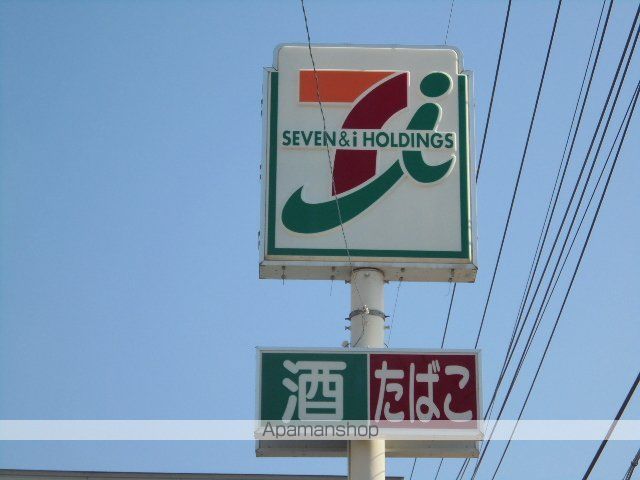 SEVEN&i HOLDINGS
酒 たばこ
Apamanshop